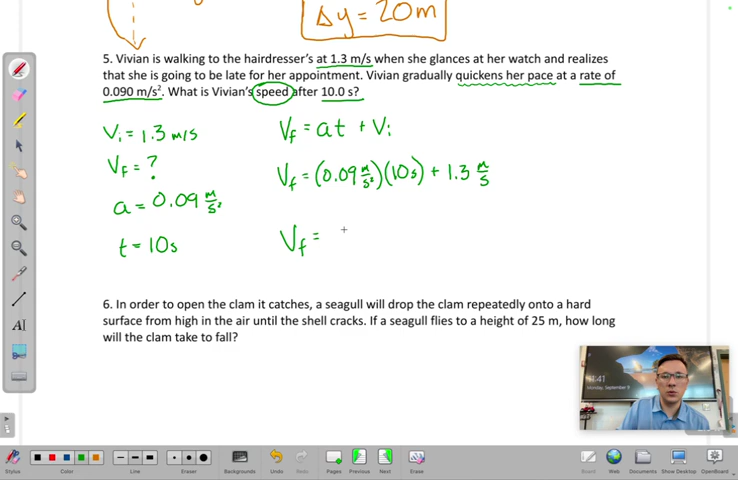 Δy = 20m
5. Vivian is walking to the hairdresser's at 1.3 m/s when she glances at her watch and realizes
that she is going to be late for her appointment. Vivian gradually quickens her pace at a rate of
0.090 m/s². What is Vivian's speed after 10.0 s?
Vi = 1.3 m/s
VF = ?
a = 0.09 m/s²
t = 10s
Vf = at + Vi
Vf = (0.09 m/s²)(10s) + 1.3 m/s
Vf =
6. In order to open the clam it catches, a seagull will drop the clam repeatedly onto a hard
surface from high in the air until the shell cracks. If a seagull flies to a height of 25 m, how long
will the clam take to fall?
AI
Stylus
Color
Line
Eraser
Backgrounds
Undo
Redo
Pages
Previous
Next
Erase
Board
Web
Documents
Show Desktop
OpenBoard